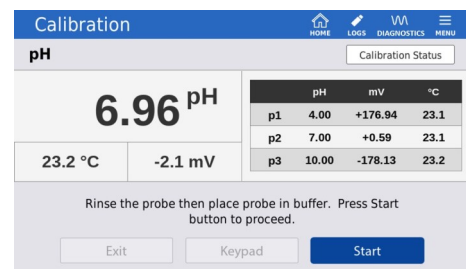 Calibration
HOME LOGS DIAGNOSTICS MENU
pH
Calibration Status
6.96 pH
23.2 °C -2.1 mV
pH mV °C
p1 4.00 +176.94 23.1
p2 7.00 +0.59 23.1
p3 10.00 -178.13 23.2
Rinse the probe then place probe in buffer. Press Start
button to proceed.
Exit Keypad Start